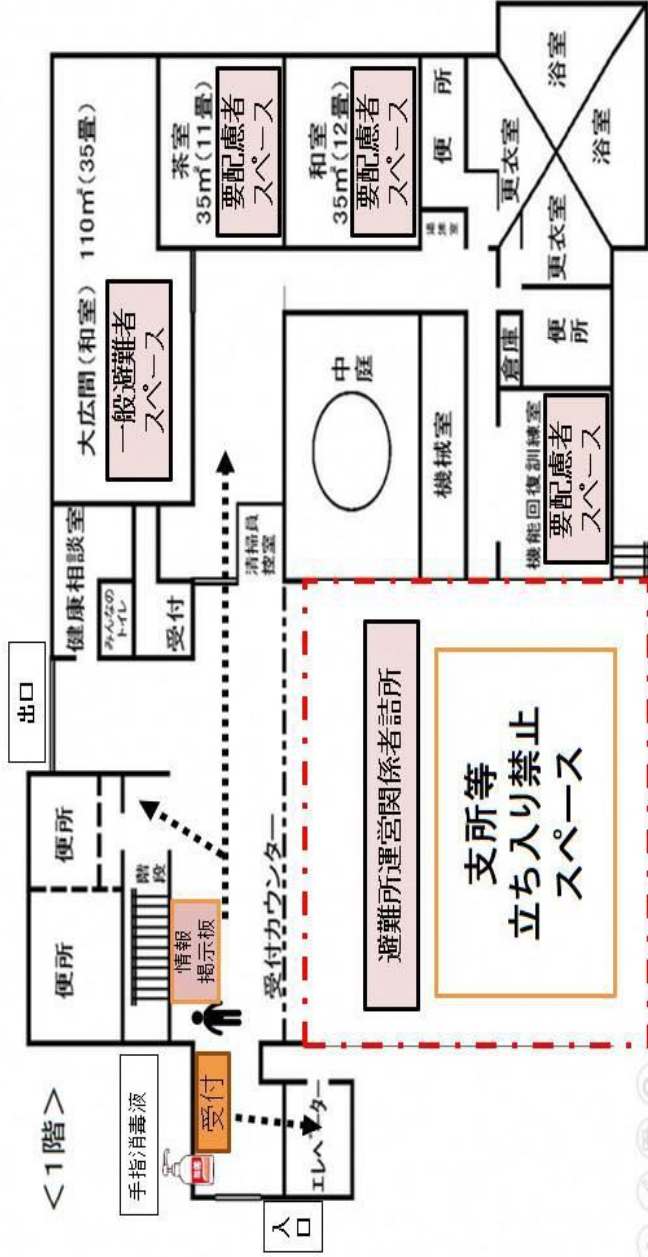 <1階>
出口
大広間(和室) 110㎡(35畳)
一般避難者
スペース
茶室
35㎡(11畳)
要配慮者
スペース
和室
35㎡(12畳)
要配慮者
スペース
便所
更衣室
浴室
浴室
更衣室
便所
倉庫
機能回復訓練室
要配慮者
スペース
中庭
機械室
清掃員
控室
健康相談室
みんなの
トイレ
受付
便所
便所
階段
情報
掲示板
受付カウンター
手指消毒液
受付
エレベーター
入口
避難所運営関係者詰所
支所等
立ち入り禁止
スペース